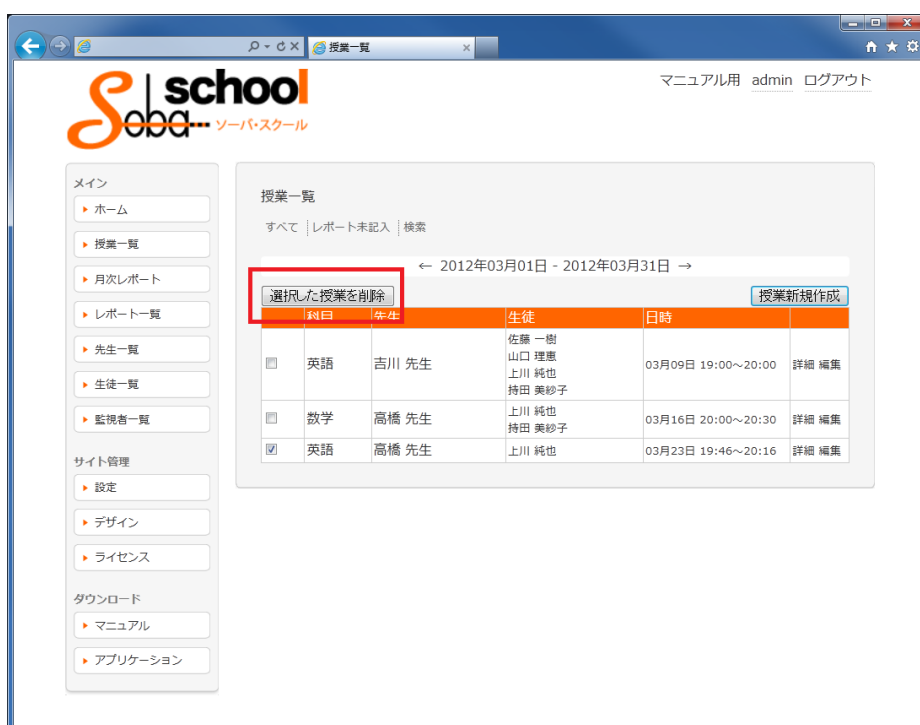 授業一覧
school
Soba
ソーバ・スクール
マニュアル用 admin ログアウト
メイン
ホーム
授業一覧
月次レポート
レポート一覧
先生一覧
生徒一覧
監視者一覧
サイト管理
設定
デザイン
ライセンス
ダウンロード
マニュアル
アプリケーション
授業一覧
すべて レポート未記入 検索
← 2012年03月01日 - 2012年03月31日 →
選択した授業を削除 授業新規作成
科目 先生 生徒 日時
英語 吉川 先生 佐藤 一樹
山口 理恵
上川 純也
持田 美紗子
03月09日 19:00~20:00 詳細 編集
数学 高橋 先生 上川 純也
持田 美紗子
03月16日 20:00~20:30 詳細 編集
英語 高橋 先生 上川 純也 03月23日 19:46~20:16 詳細 編集